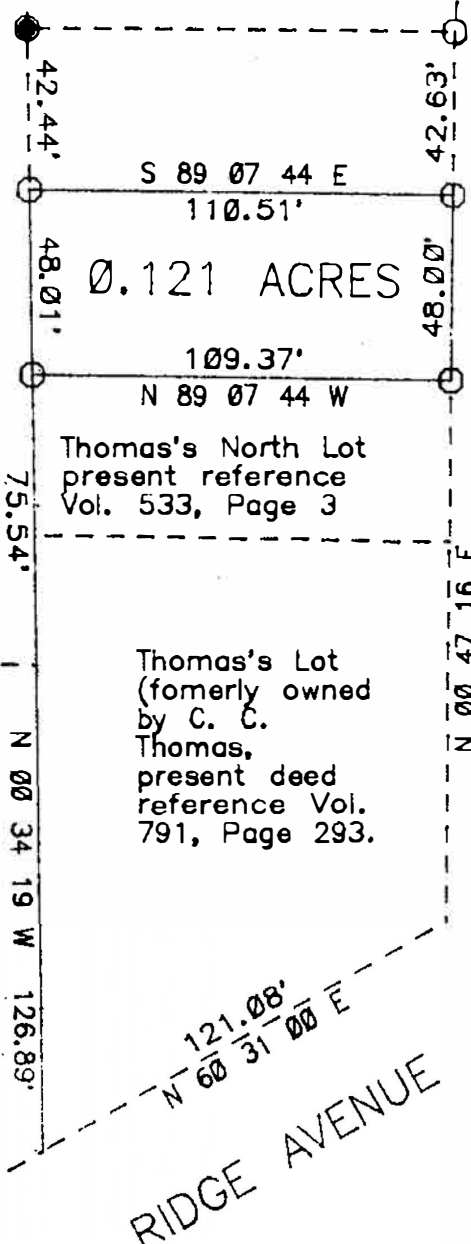 42.44'
42.63'
S 89 07 44 E
110.51'
48.01'
0.121 ACRES
48.00'
109.37'
N 89 07 44 W
Thomas's North Lot
present reference
Vol. 533, Page 3
75.54'
N 00 47 16 E
Thomas's Lot
(fomerly owned
by C. C.
Thomas,
present deed
reference Vol.
791, Page 293.
N 00 34 19 W 126.89'
121.08'
N 60 31 00 E
RIDGE AVENUE